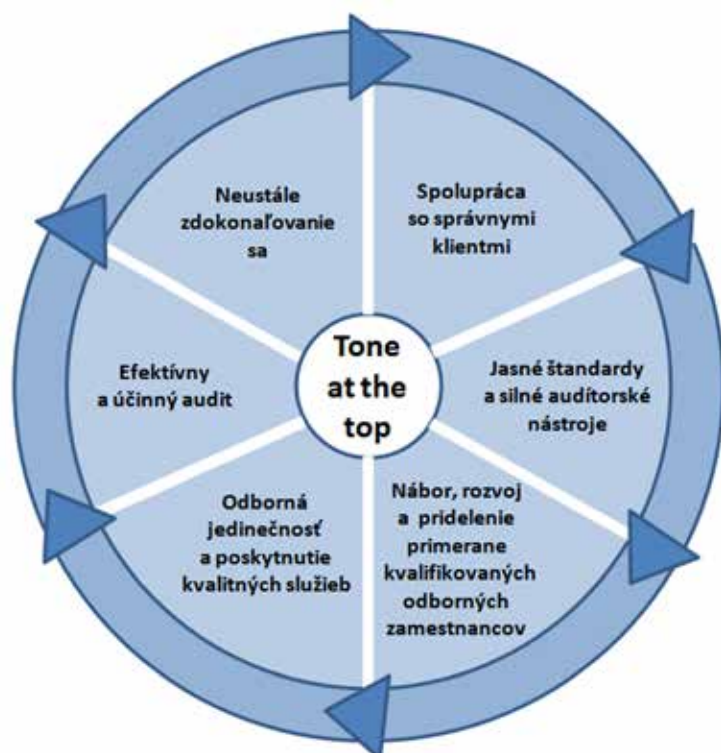 Neustále
zdokonaľovanie
sa
Spolupráca
so správnymi
klientmi
Efektívny
a účinný audit
Tone
at the
top
Jasné štandardy
a silné audítorské
nástroje
Odborná
jedinečnosť
a poskytnutie
kvalitných služieb
Nábor, rozvoj
a pridelenie
primerane
kvalifikovaných
odborných
zamestnancov